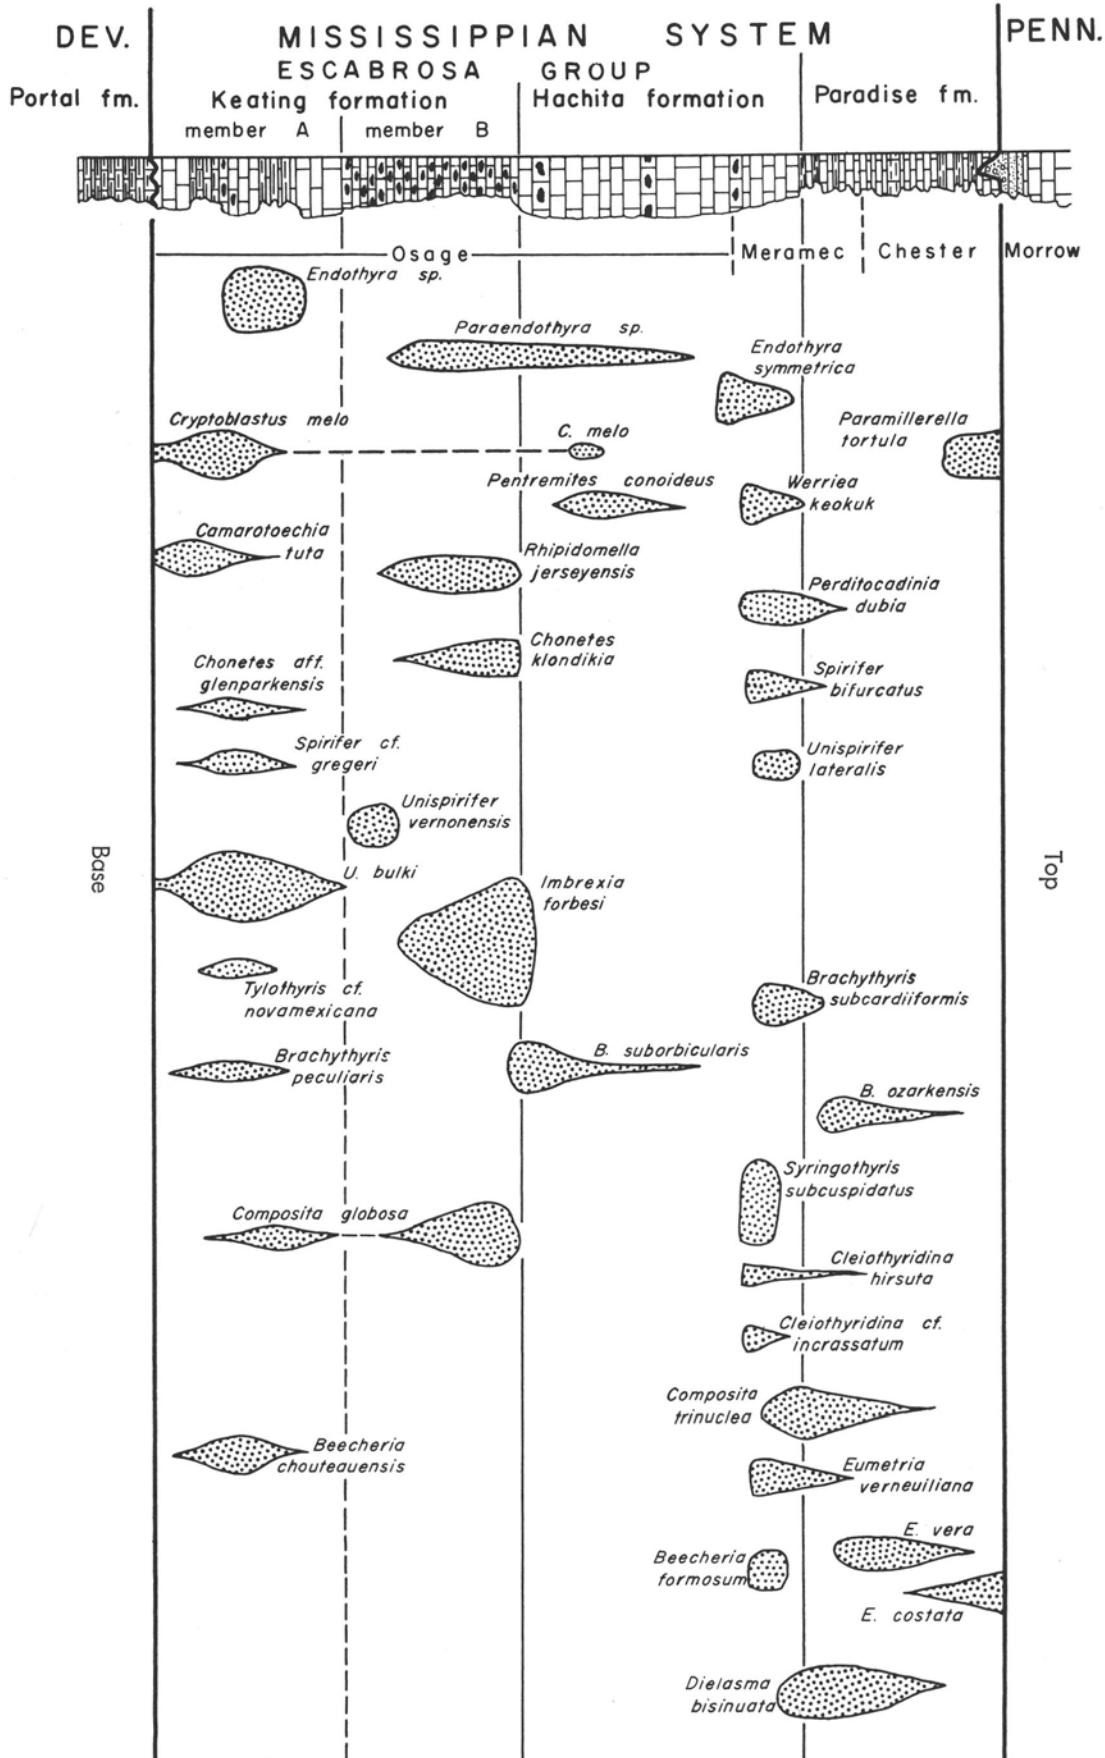 DEV. MISSISSIPPIAN SYSTEM PENN.
ESCABROSA GROUP
Portal fm. Keating formation Hachita formation Paradise fm.
member A member B
Osage Meramec Chester Morrow
Endothyra sp.
Paraendothyra sp.
Endothyra
symmetrica
Cryptoblastus melo
C. melo
Paramillerella
tortula
Pentremites conoideus
Werriea
keokuk
Camarotoechia
tuta
Rhipidomella
jerseyensis
Perditocadinia
dubia
Chonetes
klondikia
Chonetes aff.
glenparkensis
Spirifer
bifurcatus
Spirifer cf.
gregeri
Unispirifer
lateralis
Unispirifer
vernonensis
Base
Top
U. bulki
Imbrexia
forbesi
Tylothyris cf.
novamexicana
Brachythyris
subcardiiformis
Brachythyris
peculiaris
B. suborbicularis
B. ozarkensis
Syringothyris
subcuspidatus
Composita globosa
Cleiothyridina
hirsuta
Cleiothyridina cf.
incrassatum
Composita
trinuclea
Beecheria
chouteauensis
Eumetria
verneuiliana
E. vera
Beecheria
formosum
E. costata
Dielasma
bisinuata